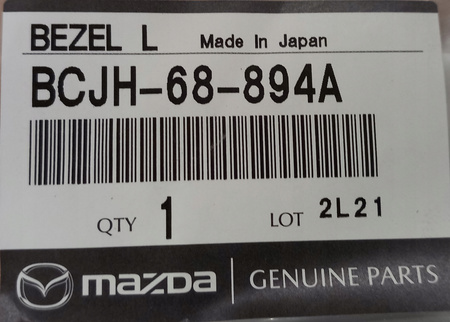 BEZEL L Made In Japan
BCJH-68-894A
QTY 1 LOT 2L21
mazda GENUINE PARTS